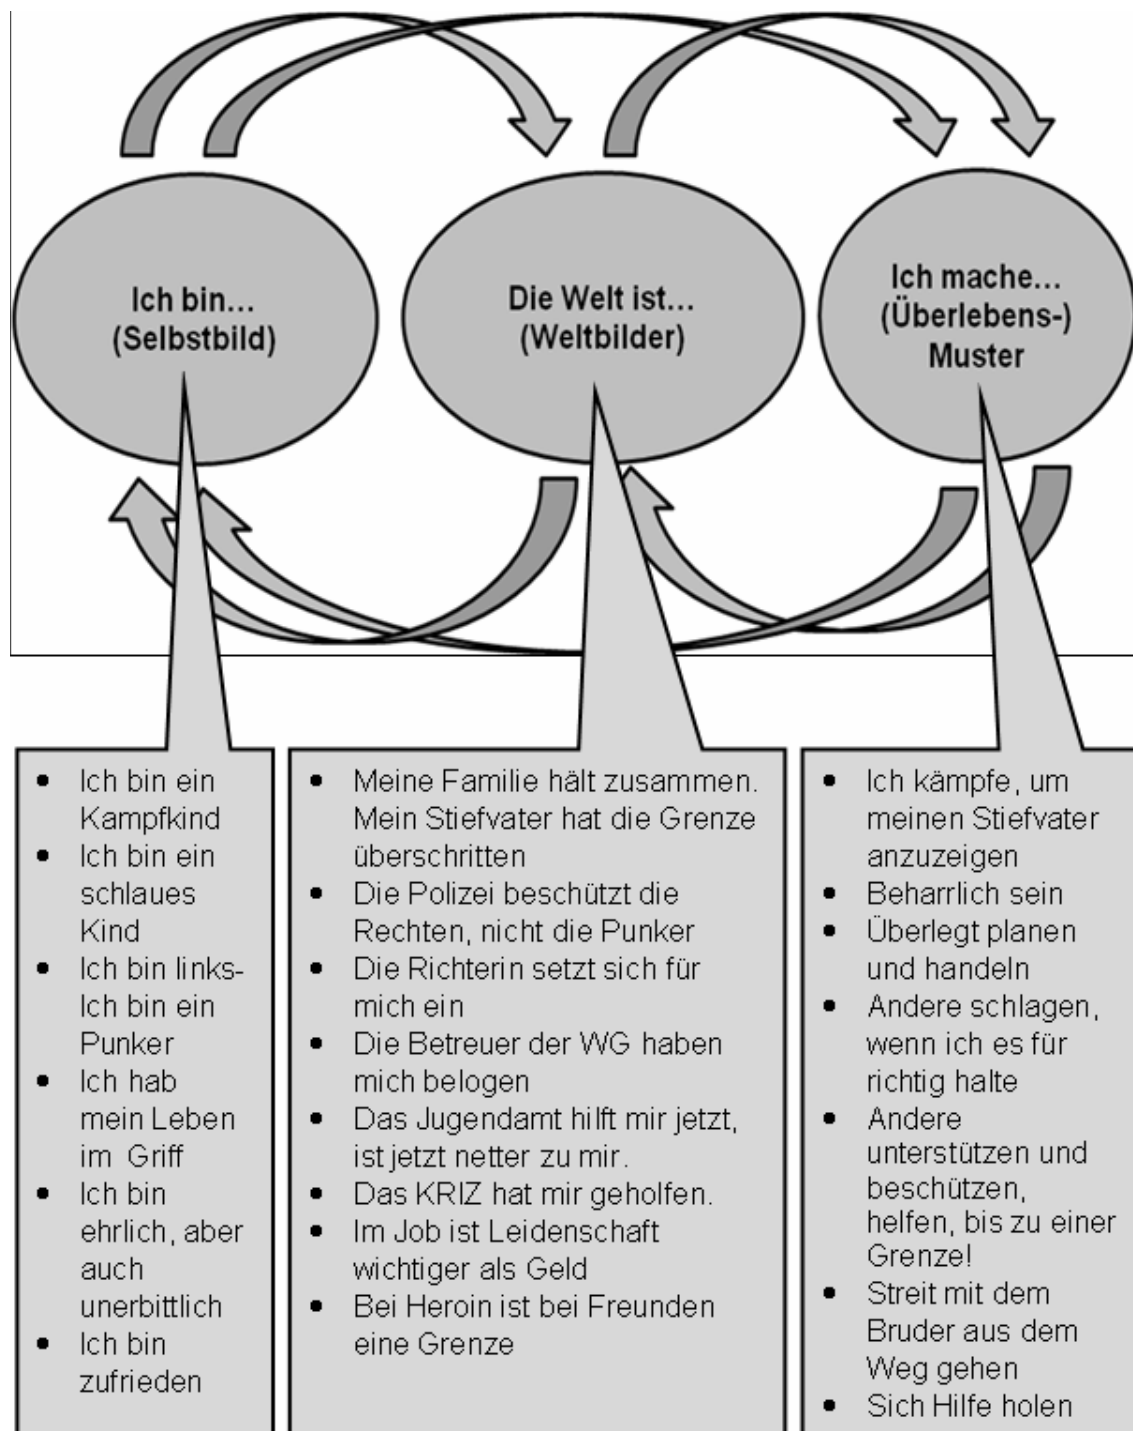 Ich bin…
(Selbstbild)
Die Welt ist…
(Weltbilder)
Ich mache…
(Überlebens-)
Muster
• Ich bin ein
Kampfkind
• Ich bin ein
schlaues
Kind
• Ich bin links-
Ich bin ein
Punker
• Ich hab
mein Leben
im Griff
• Ich bin
ehrlich, aber
auch
unerbittlich
• Ich bin
zufrieden
• Meine Familie hält zusammen.
Mein Stiefvater hat die Grenze
überschritten
• Die Polizei beschützt die
Rechten, nicht die Punker
• Die Richterin setzt sich für
mich ein
• Die Betreuer der WG haben
mich belogen
• Das Jugendamt hilft mir jetzt,
ist jetzt netter zu mir.
• Das KRIZ hat mir geholfen.
• Im Job ist Leidenschaft
wichtiger als Geld
• Bei Heroin ist bei Freunden
eine Grenze
• Ich kämpfe, um
meinen Stiefvater
anzuzeigen
• Beharrlich sein
• Überlegt planen
und handeln
• Andere schlagen,
wenn ich es für
richtig halte
• Andere
unterstützen und
beschützen,
helfen, bis zu einer
Grenze!
• Streit mit dem
Bruder aus dem
Weg gehen
• Sich Hilfe holen